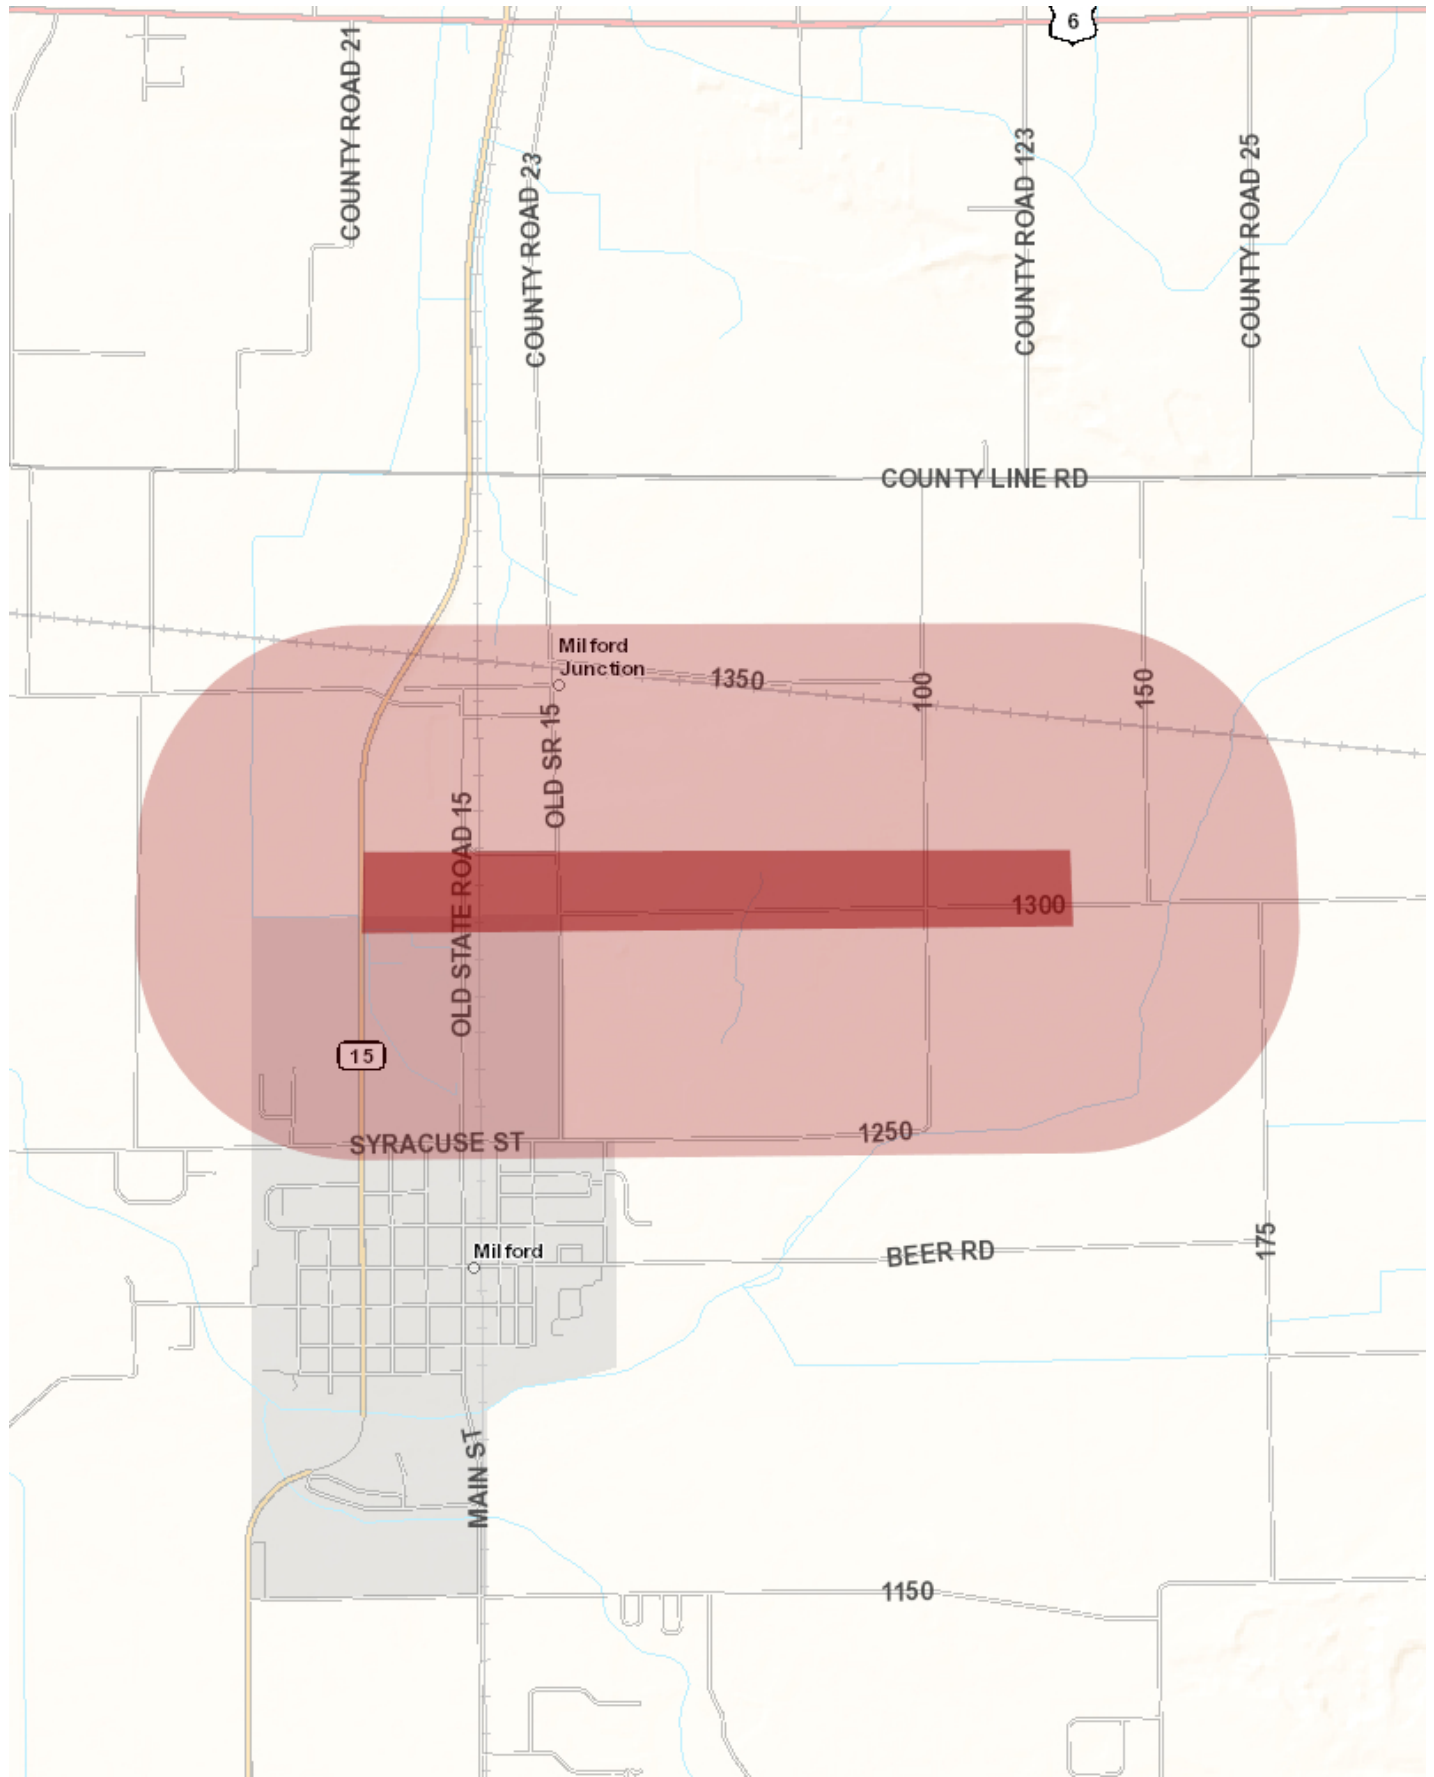 6
COUNTY ROAD 21
COUNTY ROAD 23
COUNTY ROAD 123
COUNTY ROAD 25
COUNTY LINE RD
Milford
Junction
1350
100
150
OLD SR 15
OLD STATE ROAD 15
1300
15
SYRACUSE ST
1250
Milford
BEER RD
175
MAIN ST
1150